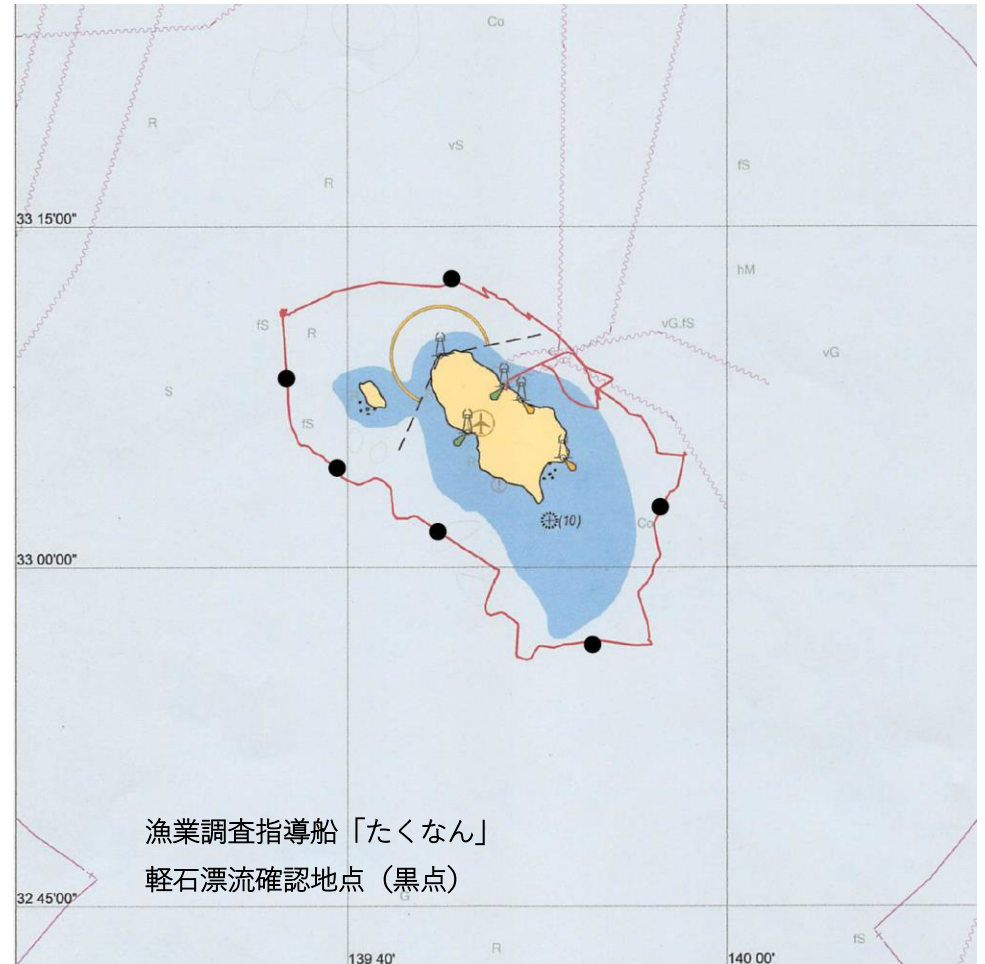 Co
R
vS
fS
R
33 15'00"
hM
fS
R
vG.fS
vG
S
fS
R
(10)
Co
33 00'00"
漁業調査指導船「たくなん」
軽石漂流確認地点（黒点）
G
32 45'00"
fS
R
139 40'
140 00'